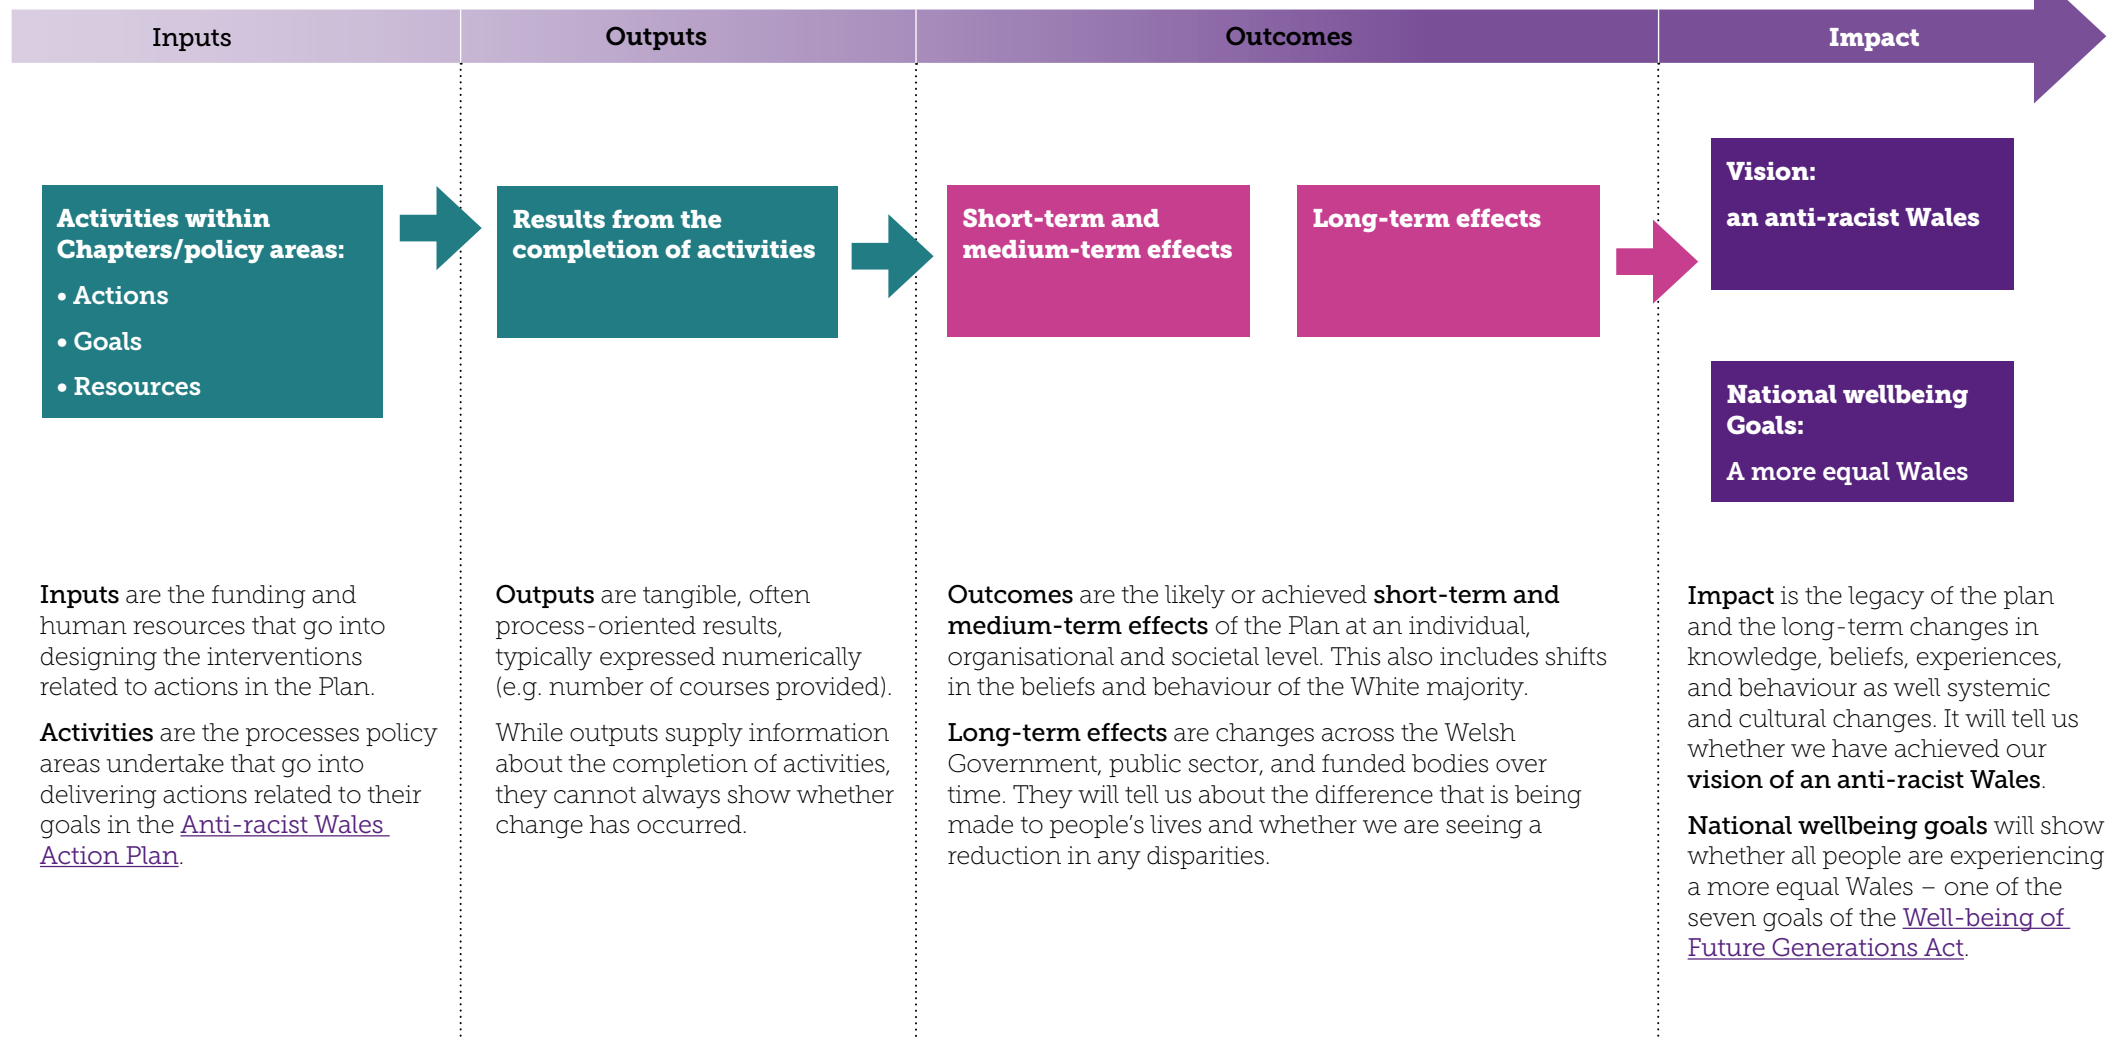 Inputs
Outputs
Outcomes
Impact
Activities within
Chapters/policy areas:
• Actions
• Goals
• Resources
Results from the
completion of activities
Short-term and
medium-term effects
Long-term effects
Vision:
an anti-racist Wales
National wellbeing
Goals:
A more equal Wales
Inputs are the funding and
human resources that go into
designing the interventions
related to actions in the Plan.
Activities are the processes policy
areas undertake that go into
delivering actions related to their
goals in the Anti-racist Wales
Action Plan.
Outputs are tangible, often
process-oriented results,
typically expressed numerically
(e.g. number of courses provided).
While outputs supply information
about the completion of activities,
they cannot always show whether
change has occurred.
Outcomes are the likely or achieved short-term and
medium-term effects of the Plan at an individual,
organisational and societal level. This also includes shifts
in the beliefs and behaviour of the White majority.
Long-term effects are changes across the Welsh
Government, public sector, and funded bodies over
time. They will tell us about the difference that is being
made to people's lives and whether we are seeing a
reduction in any disparities.
Impact is the legacy of the plan
and the long-term changes in
knowledge, beliefs, experiences,
and behaviour as well systemic
and cultural changes. It will tell us
whether we have achieved our
vision of an anti-racist Wales.
National wellbeing goals will show
whether all people are experiencing
a more equal Wales – one of the
seven goals of the Well-being of
Future Generations Act.